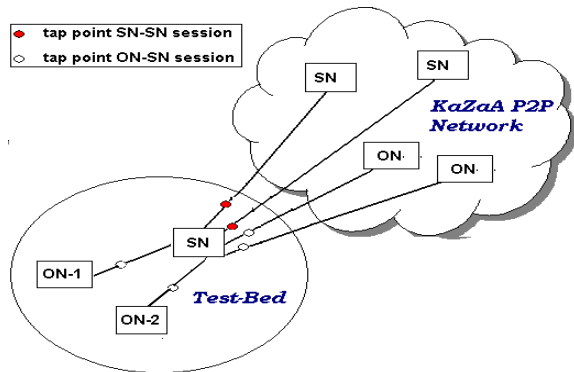 tap point SN-SN session
tap point ON-SN session
SN
SN
KaZaA P2P
Network
ON
ON
SN
ON-1
ON-2
Test-Bed